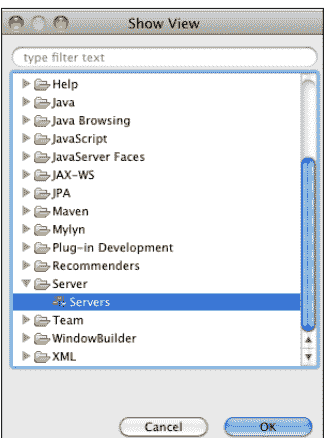 Show View
type filter text
Help
Java
Java Browsing
JavaScript
JavaServer Faces
JAX-WS
JPA
Maven
Mylyn
Plug-in Development
Recommenders
Server
Servers
Team
WindowBuilder
XML
Cancel OK